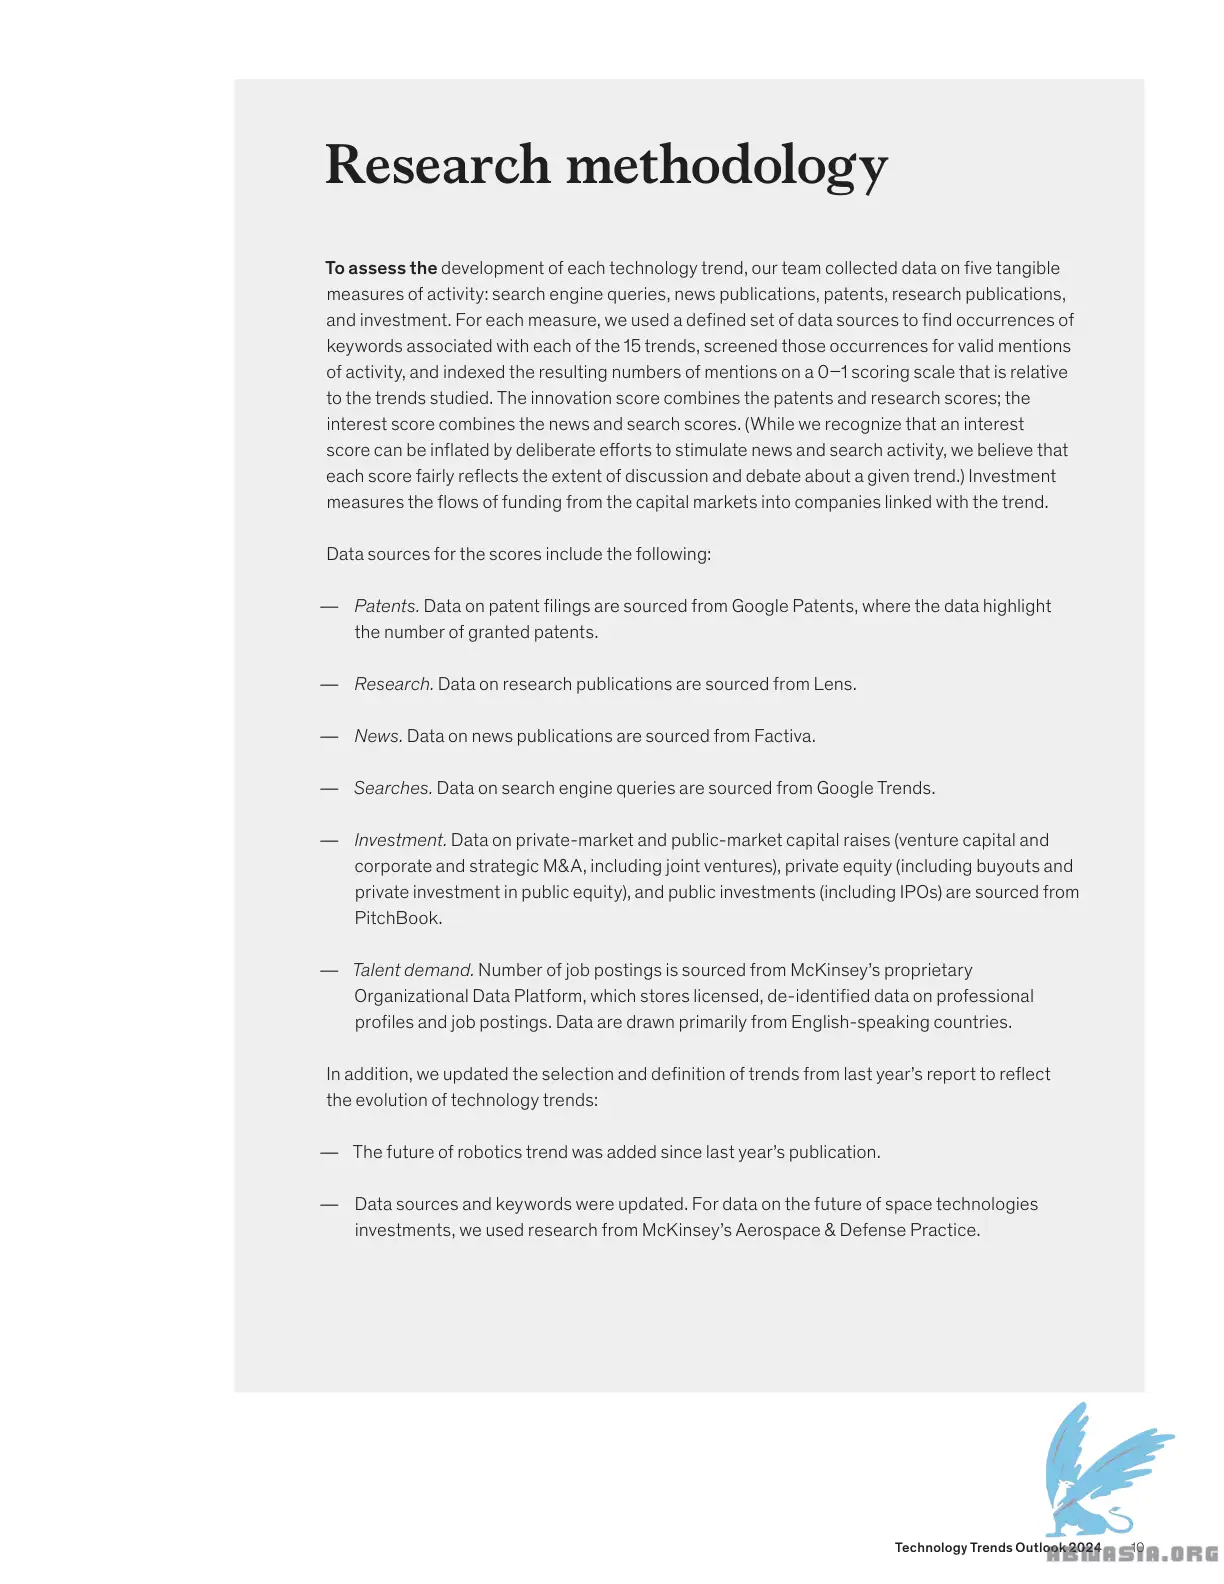 Research methodology
To assess the development of each technology trend, our team collected data on five tangible
measures of activity: search engine queries, news publications, patents, research publications,
and investment. For each measure, we used a defined set of data sources to find occurrences of
keywords associated with each of the 15 trends, screened those occurrences for valid mentions
of activity, and indexed the resulting numbers of mentions on a 0–1 scoring scale that is relative
to the trends studied. The innovation score combines the patents and research scores; the
interest score combines the news and search scores. (While we recognize that an interest
score can be inflated by deliberate efforts to stimulate news and search activity, we believe that
each score fairly reflects the extent of discussion and debate about a given trend.) Investment
measures the flows of funding from the capital markets into companies linked with the trend.
Data sources for the scores include the following:
— Patents. Data on patent filings are sourced from Google Patents, where the data highlight
the number of granted patents.
— Research. Data on research publications are sourced from Lens.
— News. Data on news publications are sourced from Factiva.
— Searches. Data on search engine queries are sourced from Google Trends.
— Investment. Data on private-market and public-market capital raises (venture capital and
corporate and strategic M&A, including joint ventures), private equity (including buyouts and
private investment in public equity), and public investments (including IPOs) are sourced from
PitchBook.
— Talent demand. Number of job postings is sourced from McKinsey’s proprietary
Organizational Data Platform, which stores licensed, de-identified data on professional
profiles and job postings. Data are drawn primarily from English-speaking countries.
In addition, we updated the selection and definition of trends from last year’s report to reflect
the evolution of technology trends:
— The future of robotics trend was added since last year’s publication.
— Data sources and keywords were updated. For data on the future of space technologies
investments, we used research from McKinsey’s Aerospace & Defense Practice.
Technology Trends Outlook 2024 10
ABNASIA.ORG